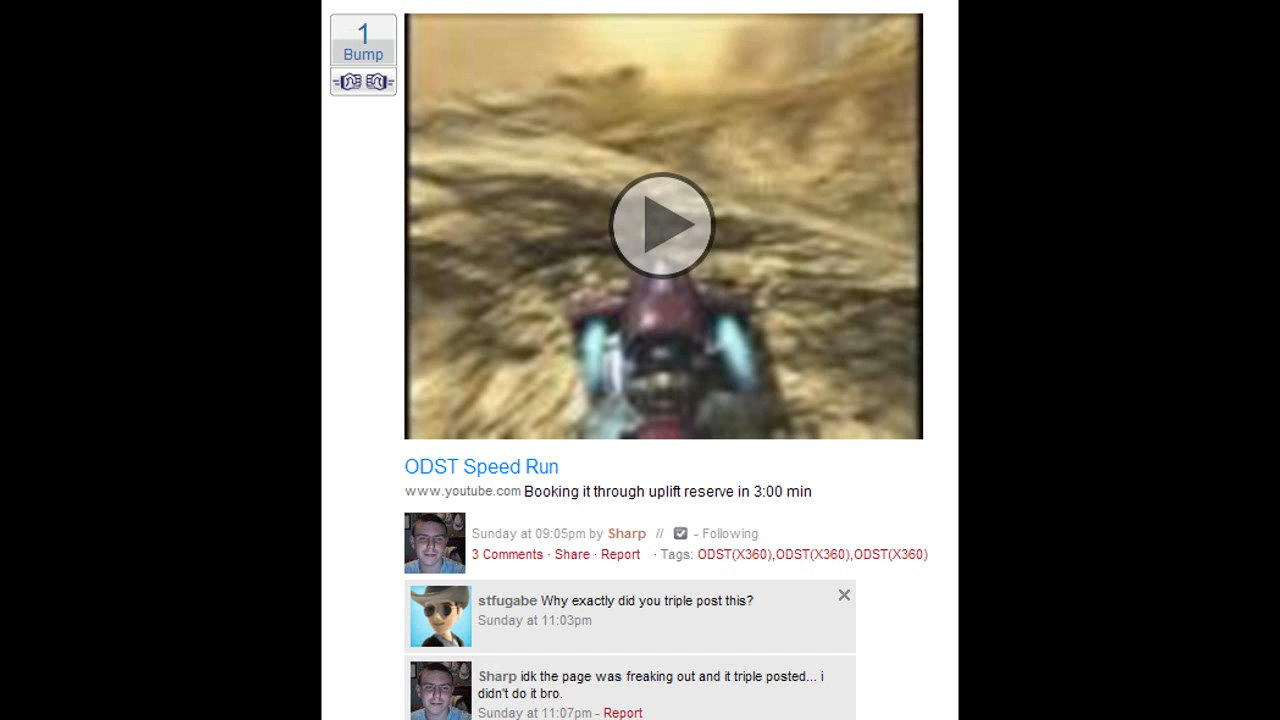 1
Bump
ODST Speed Run
www.youtube.com Booking it through uplift reserve in 3:00 min
Sunday at 09:05pm by Sharp // - Following
3 Comments · Share · Report · Tags: ODST(X360),ODST(X360),ODST(X360)
stfugabe Why exactly did you triple post this?
Sunday at 11:03pm
Sharp idk the page was freaking out and it triple posted... i
didn't do it bro.
Sunday at 11:07pm - Report